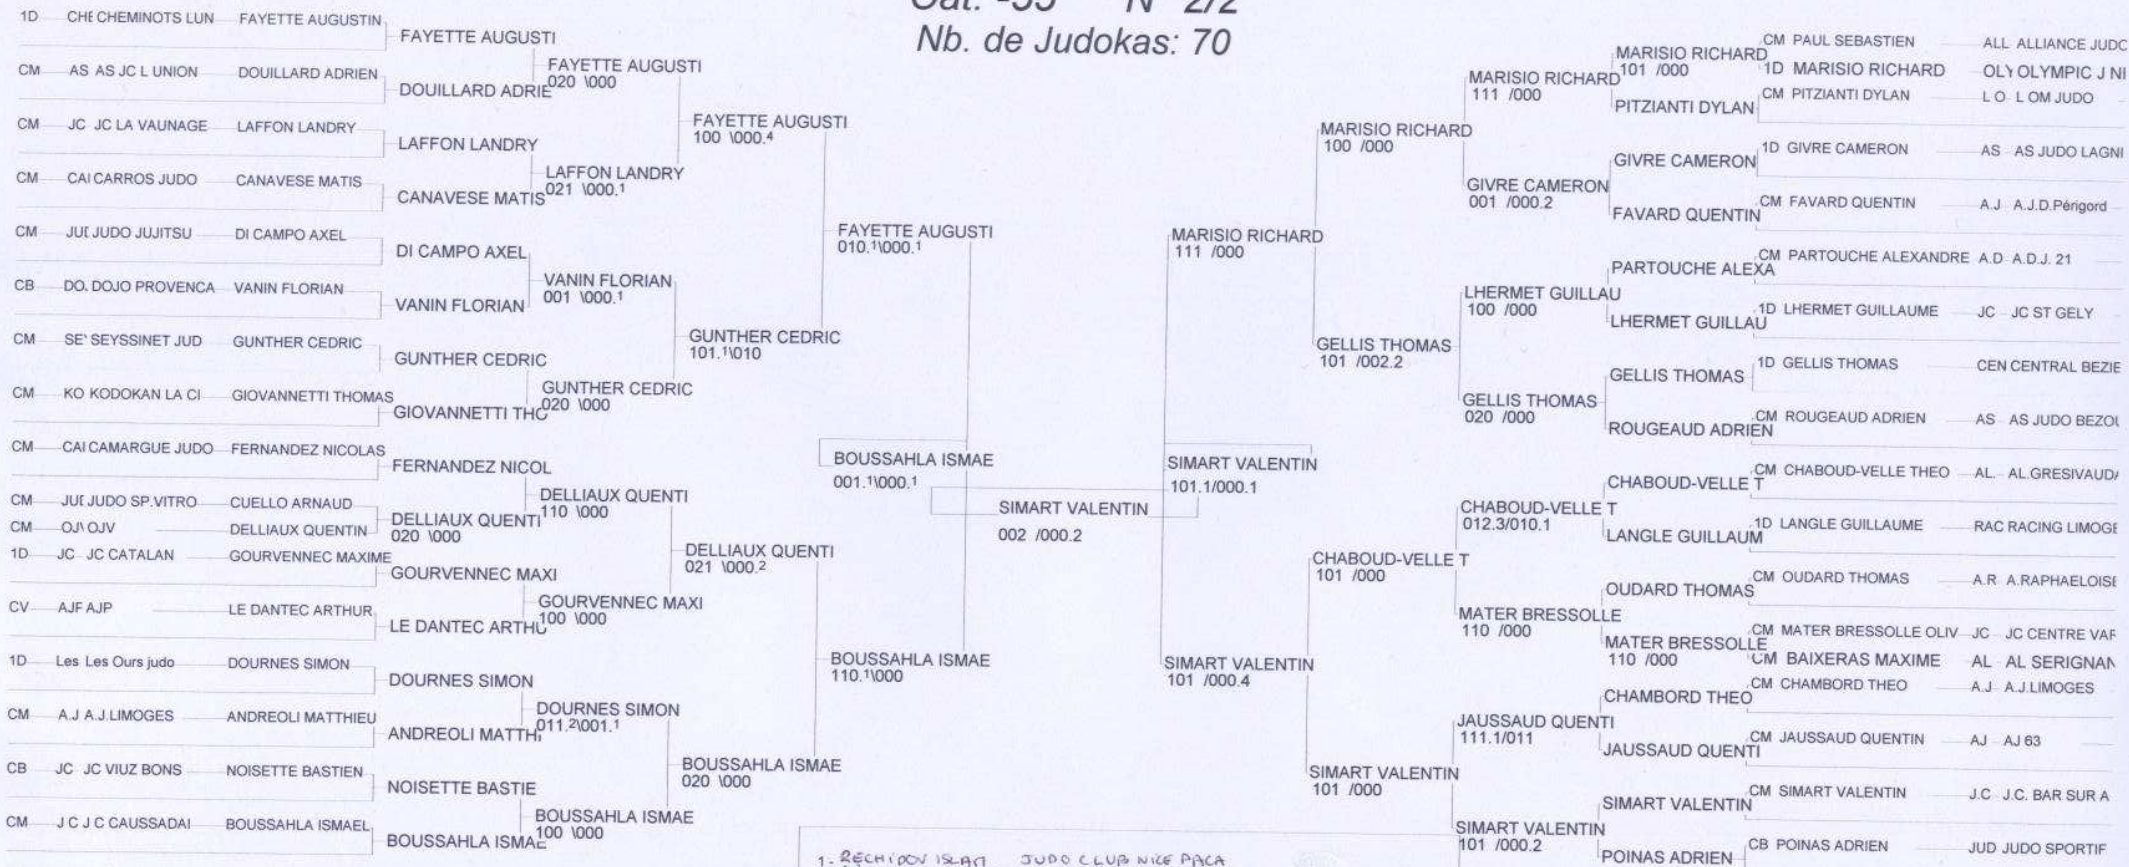 Cat. -55 N° 2/2
Nb. de Judokas: 70
1D CHE CHEMINOTS LUN FAYETTE AUGUSTIN
CM AS AS JC L UNION DOUILLARD ADRIEN
CM JC JC LA VAUNAGE LAFFON LANDRY
CM CAI CARROS JUDO CANAVESE MATIS
CM JUI JUDO JUJITSU DI CAMPO AXEL
CB DO. DOJO PROVENCA VANIN FLORIAN
CM SE' SEYSSINET JUD GUNTHER CEDRIC
CM KO KODOKAN LA CI GIOVANNETTI THOMAS
CM CAI CAMARGUE JUDO FERNANDEZ NICOLAS
CM JUI JUDO SP.VITRO CUELLO ARNAUD
CM OJV OJV DELLIAUX QUENTIN
1D JC JC CATALAN GOURVENNEC MAXIME
CV AJF AJP LE DANTEC ARTHUR
1D Les Les Ours judo DOURNES SIMON
CM A.J A.J.LIMOGES ANDREOLI MATTHIEU
CB JC JC VIUZ BONS NOISETTE BASTIEN
CM J C J C CAUSSADAI BOUSSAHLA ISMAEL
FAYETTE AUGUSTI
DOUILLARD ADRIE
LAFFON LANDRY
CANAVESE MATIS
DI CAMPO AXEL
VANIN FLORIAN
GUNTHER CEDRIC
GIOVANNETTI THO
FERNANDEZ NICOL
DELLIAUX QUENTI
020 \000
GOURVENNEC MAXI
LE DANTEC ARTHU
DOURNES SIMON
ANDREOLI MATTHI
NOISETTE BASTIE
BOUSSAHLA ISMAE
FAYETTE AUGUSTI
020 \000
LAFFON LANDRY
021 \000.1
VANIN FLORIAN
001 \000.1
GUNTHER CEDRIC
020 \000
DELLIAUX QUENTI
110 \000
GOURVENNEC MAXI
100 \000
DOURNES SIMON
011.2\001.1
BOUSSAHLA ISMAE
100 \000
FAYETTE AUGUSTI
100 \000.4
GUNTHER CEDRIC
101.1\010
DELLIAUX QUENTI
021 \000.2
BOUSSAHLA ISMAE
020 \000
FAYETTE AUGUSTI
010.1\000.1
BOUSSAHLA ISMAE
110.1\000
BOUSSAHLA ISMAE
001.1\000.1
SIMART VALENTIN
002 /000.2
SIMART VALENTIN
101.1/000.1
MARISIO RICHARD
111 /000
SIMART VALENTIN
101 /000.4
MARISIO RICHARD
100 /000
GELLIS THOMAS
101 /002.2
CHABOUD-VELLE T
101 /000
SIMART VALENTIN
101 /000
MARISIO RICHARD
111 /000
GIVRE CAMERON
001 /000.2
LHERMET GUILLAU
100 /000
GELLIS THOMAS
020 /000
CHABOUD-VELLE T
012.3/010.1
MATER BRESSOLLE
110 /000
JAUSSAUD QUENTI
111.1/011
SIMART VALENTIN
101 /000.2
MARISIO RICHARD
101 /000
PITZIANTI DYLAN
GIVRE CAMERON
FAVARD QUENTIN
PARTOUCHE ALEXA
LHERMET GUILLAU
GELLIS THOMAS
ROUGEAUD ADRIEN
CHABOUD-VELLE T
LANGLE GUILLAUM
OUDARD THOMAS
MATER BRESSOLLE
110 /000
CHAMBORD THEO
JAUSSAUD QUENTI
SIMART VALENTIN
POINAS ADRIEN
CM PAUL SEBASTIEN ALL ALLIANCE JUDO
1D MARISIO RICHARD OLY OLYMPIC J NI
CM PITZIANTI DYLAN L O L OM JUDO
1D GIVRE CAMERON AS AS JUDO LAGNI
CM FAVARD QUENTIN A.J A.J.D.Périgord
CM PARTOUCHE ALEXANDRE A.D A.D.J. 21
1D LHERMET GUILLAUME JC JC ST GELY
1D GELLIS THOMAS CEN CENTRAL BEZIE
CM ROUGEAUD ADRIEN AS AS JUDO BEZOU
CM CHABOUD-VELLE THEO AL. AL.GRESIVAUDA
1D LANGLE GUILLAUME RAC RACING LIMOGE
CM OUDARD THOMAS A.R A.RAPHAELOISE
CM MATER BRESSOLLE OLIV JC JC CENTRE VAR
CM BAIXERAS MAXIME AL AL SERIGNAN
CM CHAMBORD THEO A.J A.J.LIMOGES
CM JAUSSAUD QUENTIN AJ AJ 63
CM SIMART VALENTIN J.C J.C. BAR SUR A
CB POINAS ADRIEN JUD JUDO SPORTIF
1- RECHIDOV ISLAM JUDO CLUB NICE PACA